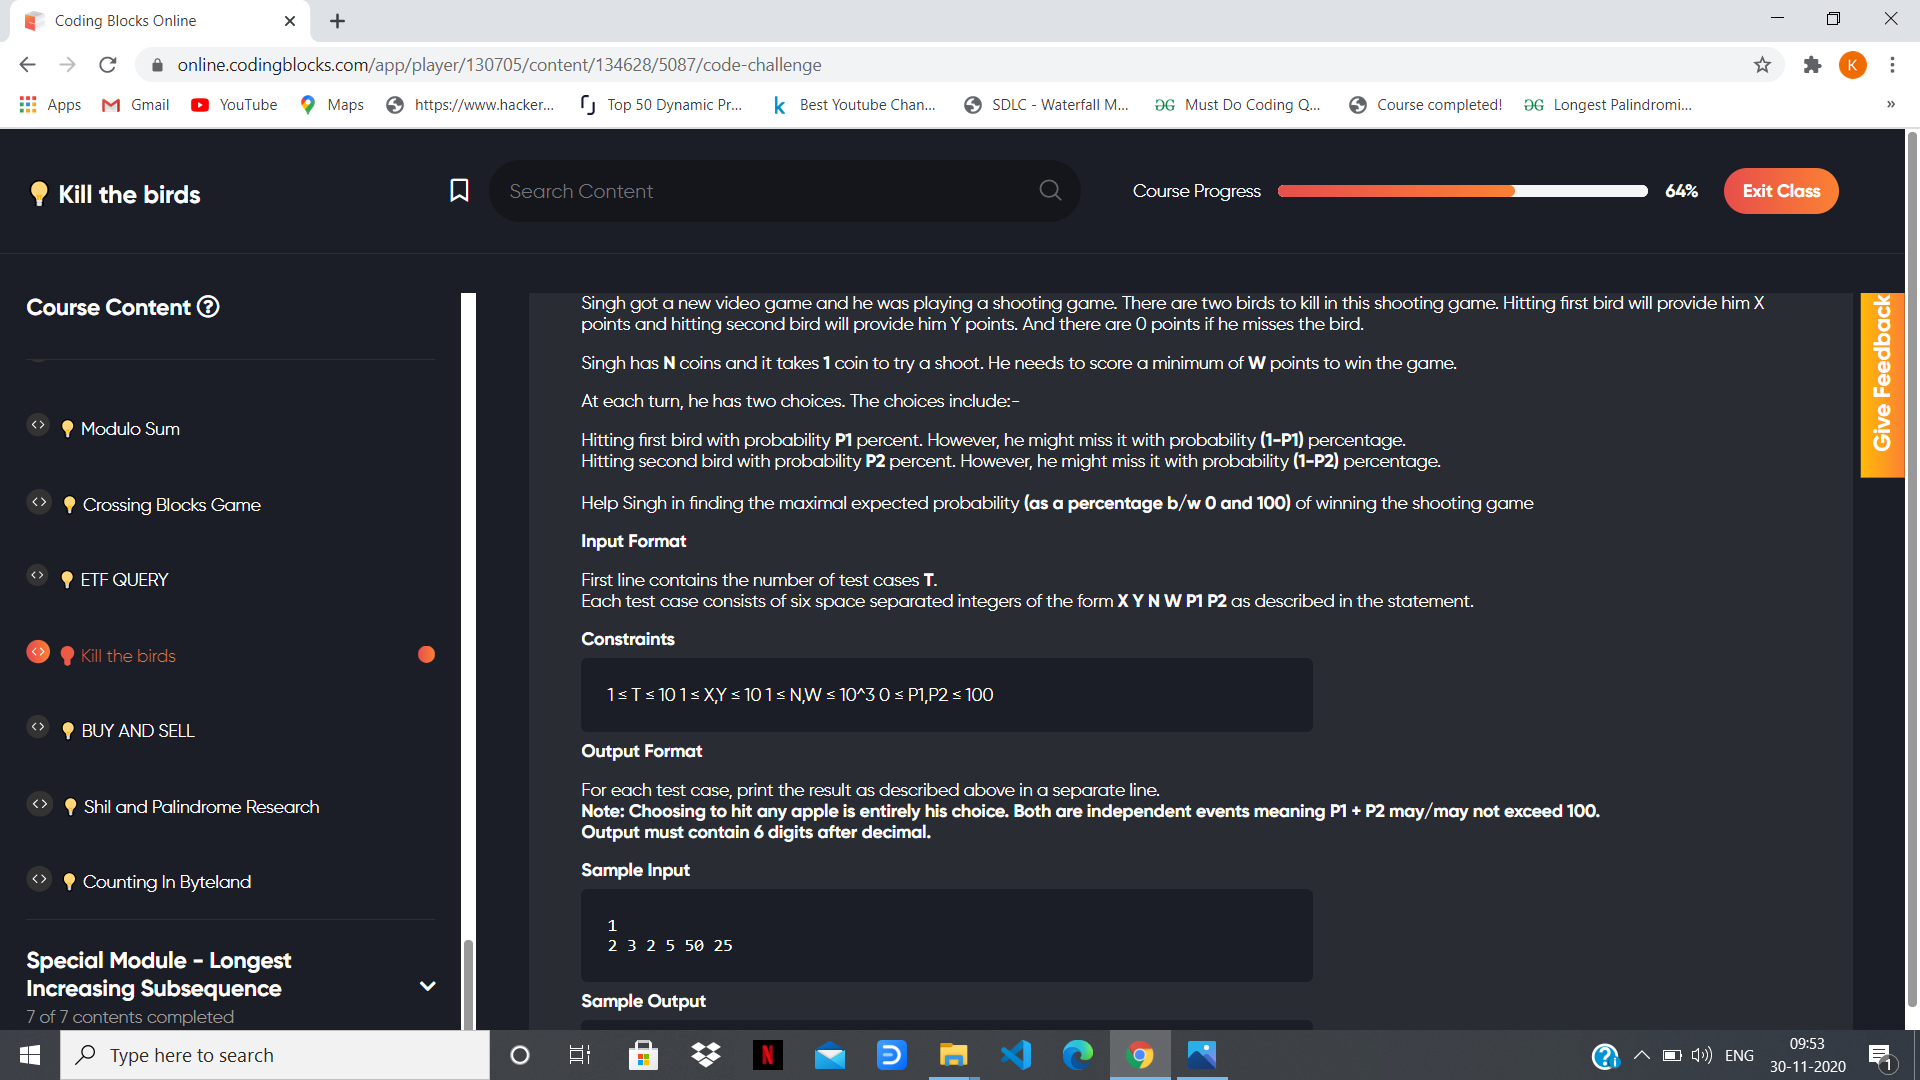 Coding Blocks Online
online.codingblocks.com/app/player/130705/content/134628/5087/code-challenge
K
Apps Gmail YouTube Maps https://www.hacker... Top 50 Dynamic Pr... Best Youtube Chan... SDLC - Waterfall M... Must Do Coding Q... Course completed! Longest Palindromi... »
Kill the birds
Search Content
Course Progress 64% Exit Class
Course Content
Modulo Sum
Crossing Blocks Game
ETF QUERY
Kill the birds
BUY AND SELL
Shil and Palindrome Research
Counting In Byteland
Special Module - Longest
Increasing Subsequence
7 of 7 contents completed
Singh got a new video game and he was playing a shooting game. There are two birds to kill in this shooting game. Hitting first bird will provide him X
points and hitting second bird will provide him Y points. And there are 0 points if he misses the bird.
Singh has N coins and it takes 1 coin to try a shoot. He needs to score a minimum of W points to win the game.
At each turn, he has two choices. The choices include:-
Hitting first bird with probability P1 percent. However, he might miss it with probability (1-P1) percentage.
Hitting second bird with probability P2 percent. However, he might miss it with probability (1-P2) percentage.
Help Singh in finding the maximal expected probability (as a percentage b/w 0 and 100) of winning the shooting game
Input Format
First line contains the number of test cases T.
Each test case consists of six space separated integers of the form X Y N W P1 P2 as described in the statement.
Constraints
1 ≤ T ≤ 10 1 ≤ X,Y ≤ 10 1 ≤ N,W ≤ 10^3 0 ≤ P1,P2 ≤ 100
Output Format
For each test case, print the result as described above in a separate line.
Note: Choosing to hit any apple is entirely his choice. Both are independent events meaning P1 + P2 may/may not exceed 100.
Output must contain 6 digits after decimal.
Sample Input
1
2 3 2 5 50 25
Sample Output
Give Feedback
Type here to search
ENG
09:53
30-11-2020
1